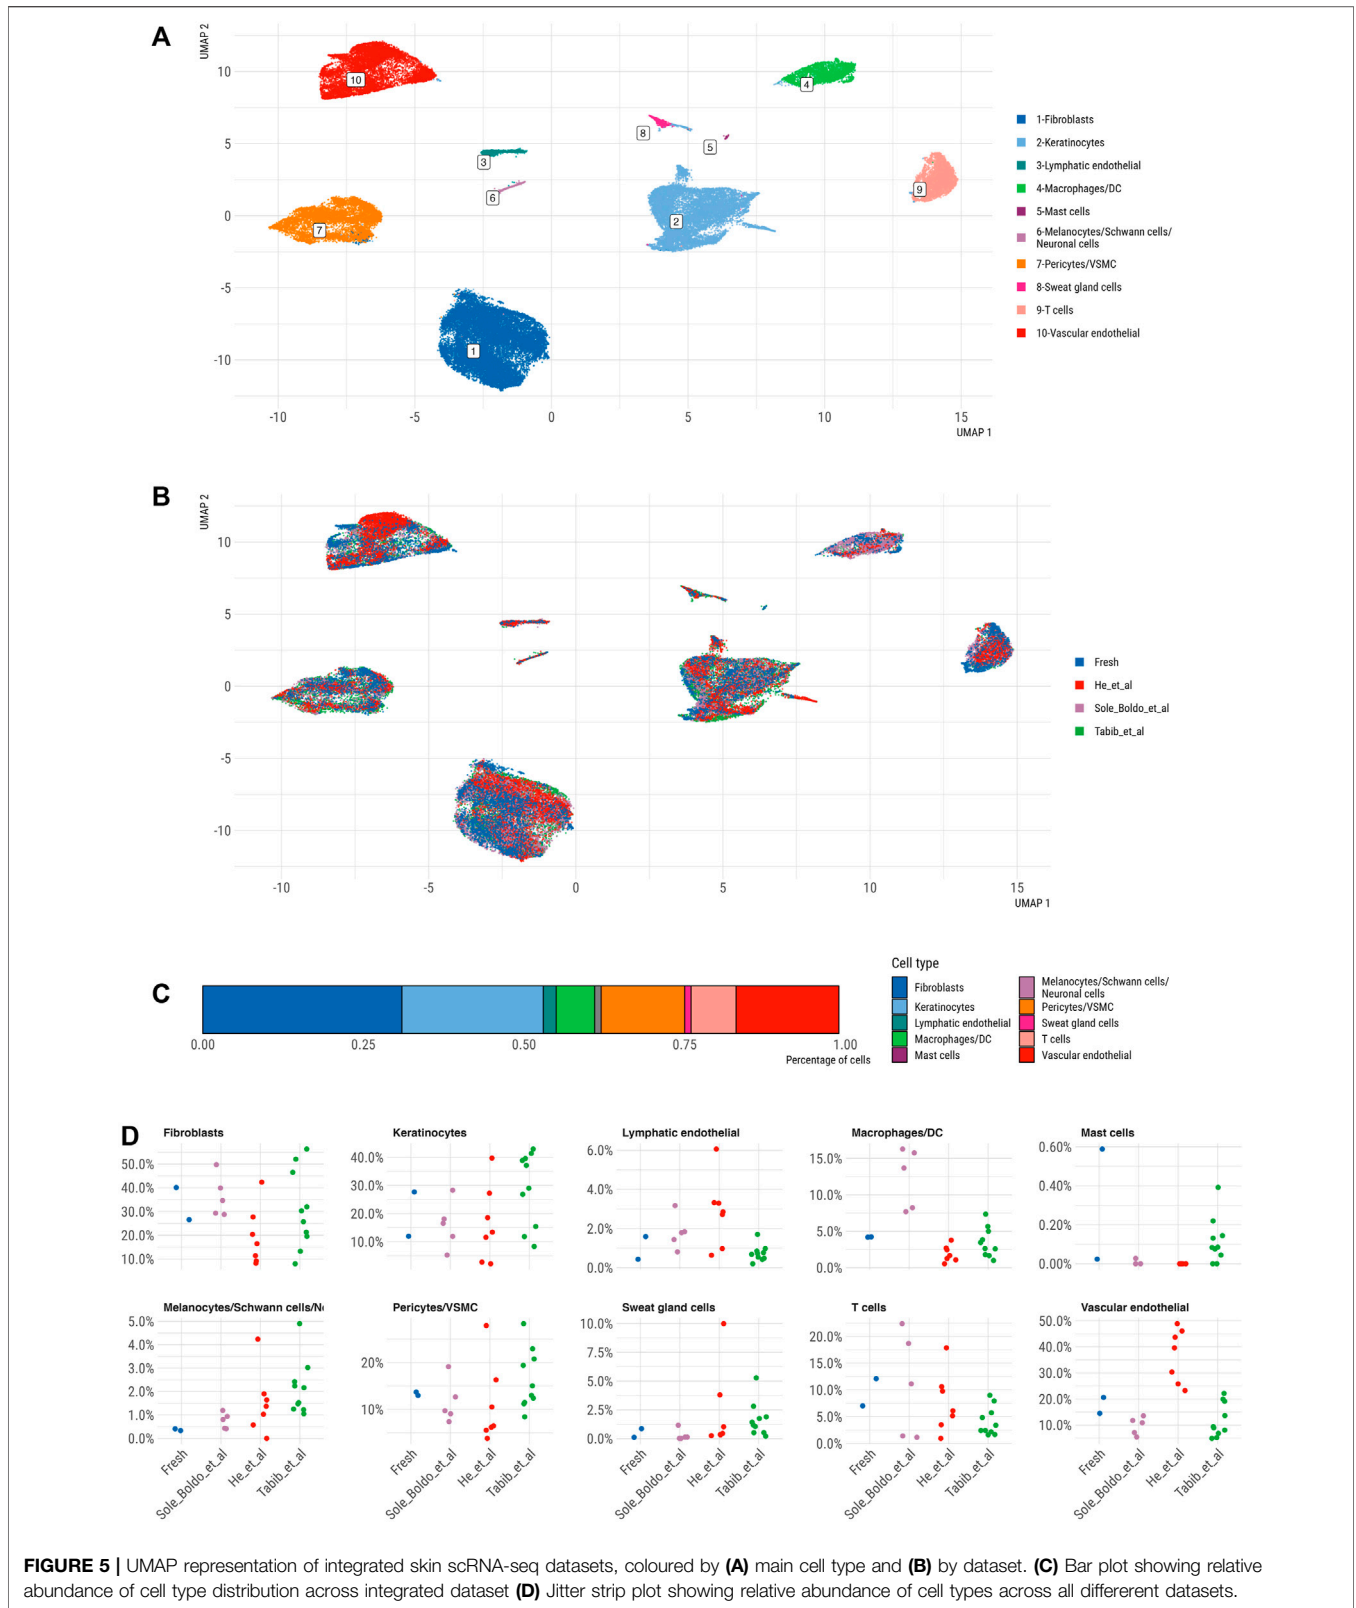 A
UMAP 2
10
5
0
-5
-10
10
4
8
5
3
6
9
7
2
1
-10
-5
0
5
10
15
UMAP 1
1-Fibroblasts
2-Keratinocytes
3-Lymphatic endothelial
4-Macrophages/DC
5-Mast cells
6-Melanocytes/Schwann cells/
Neuronal cells
7-Pericytes/VSMC
8-Sweat gland cells
9-T cells
10-Vascular endothelial
B
UMAP 2
10
5
0
-5
-10
-10
-5
0
5
10
15
UMAP 1
Fresh
He_et_al
Sole_Boldo_et_al
Tabib_et_al
C
0.00
0.25
0.50
0.75
1.00
Percentage of cells
Cell type
Fibroblasts
Keratinocytes
Lymphatic endothelial
Macrophages/DC
Mast cells
Melanocytes/Schwann cells/
Neuronal cells
Pericytes/VSMC
Sweat gland cells
T cells
Vascular endothelial
D
Fibroblasts
50.0%
40.0%
30.0%
20.0%
10.0%
Keratinocytes
40.0%
30.0%
20.0%
10.0%
Lymphatic endothelial
6.0%
4.0%
2.0%
0.0%
Macrophages/DC
15.0%
10.0%
5.0%
0.0%
Mast cells
0.60%
0.40%
0.20%
0.00%
Melanocytes/Schwann cells/N
5.0%
4.0%
3.0%
2.0%
1.0%
0.0%
Fresh
Sole_Boldo_et_al
He_et_al
Tabib_et_al
Pericytes/VSMC
20%
10%
Fresh
Sole_Boldo_et_al
He_et_al
Tabib_et_al
Sweat gland cells
10.0%
7.5%
5.0%
2.5%
0.0%
Fresh
Sole_Boldo_et_al
He_et_al
Tabib_et_al
T cells
20.0%
15.0%
10.0%
5.0%
0.0%
Fresh
Sole_Boldo_et_al
He_et_al
Tabib_et_al
Vascular endothelial
50.0%
40.0%
30.0%
20.0%
10.0%
Fresh
Sole_Boldo_et_al
He_et_al
Tabib_et_al
FIGURE 5 | UMAP representation of integrated skin scRNA-seq datasets, coloured by (A) main cell type and (B) by dataset. (C) Bar plot showing relative
abundance of cell type distribution across integrated dataset (D) Jitter strip plot showing relative abundance of cell types across all differerent datasets.